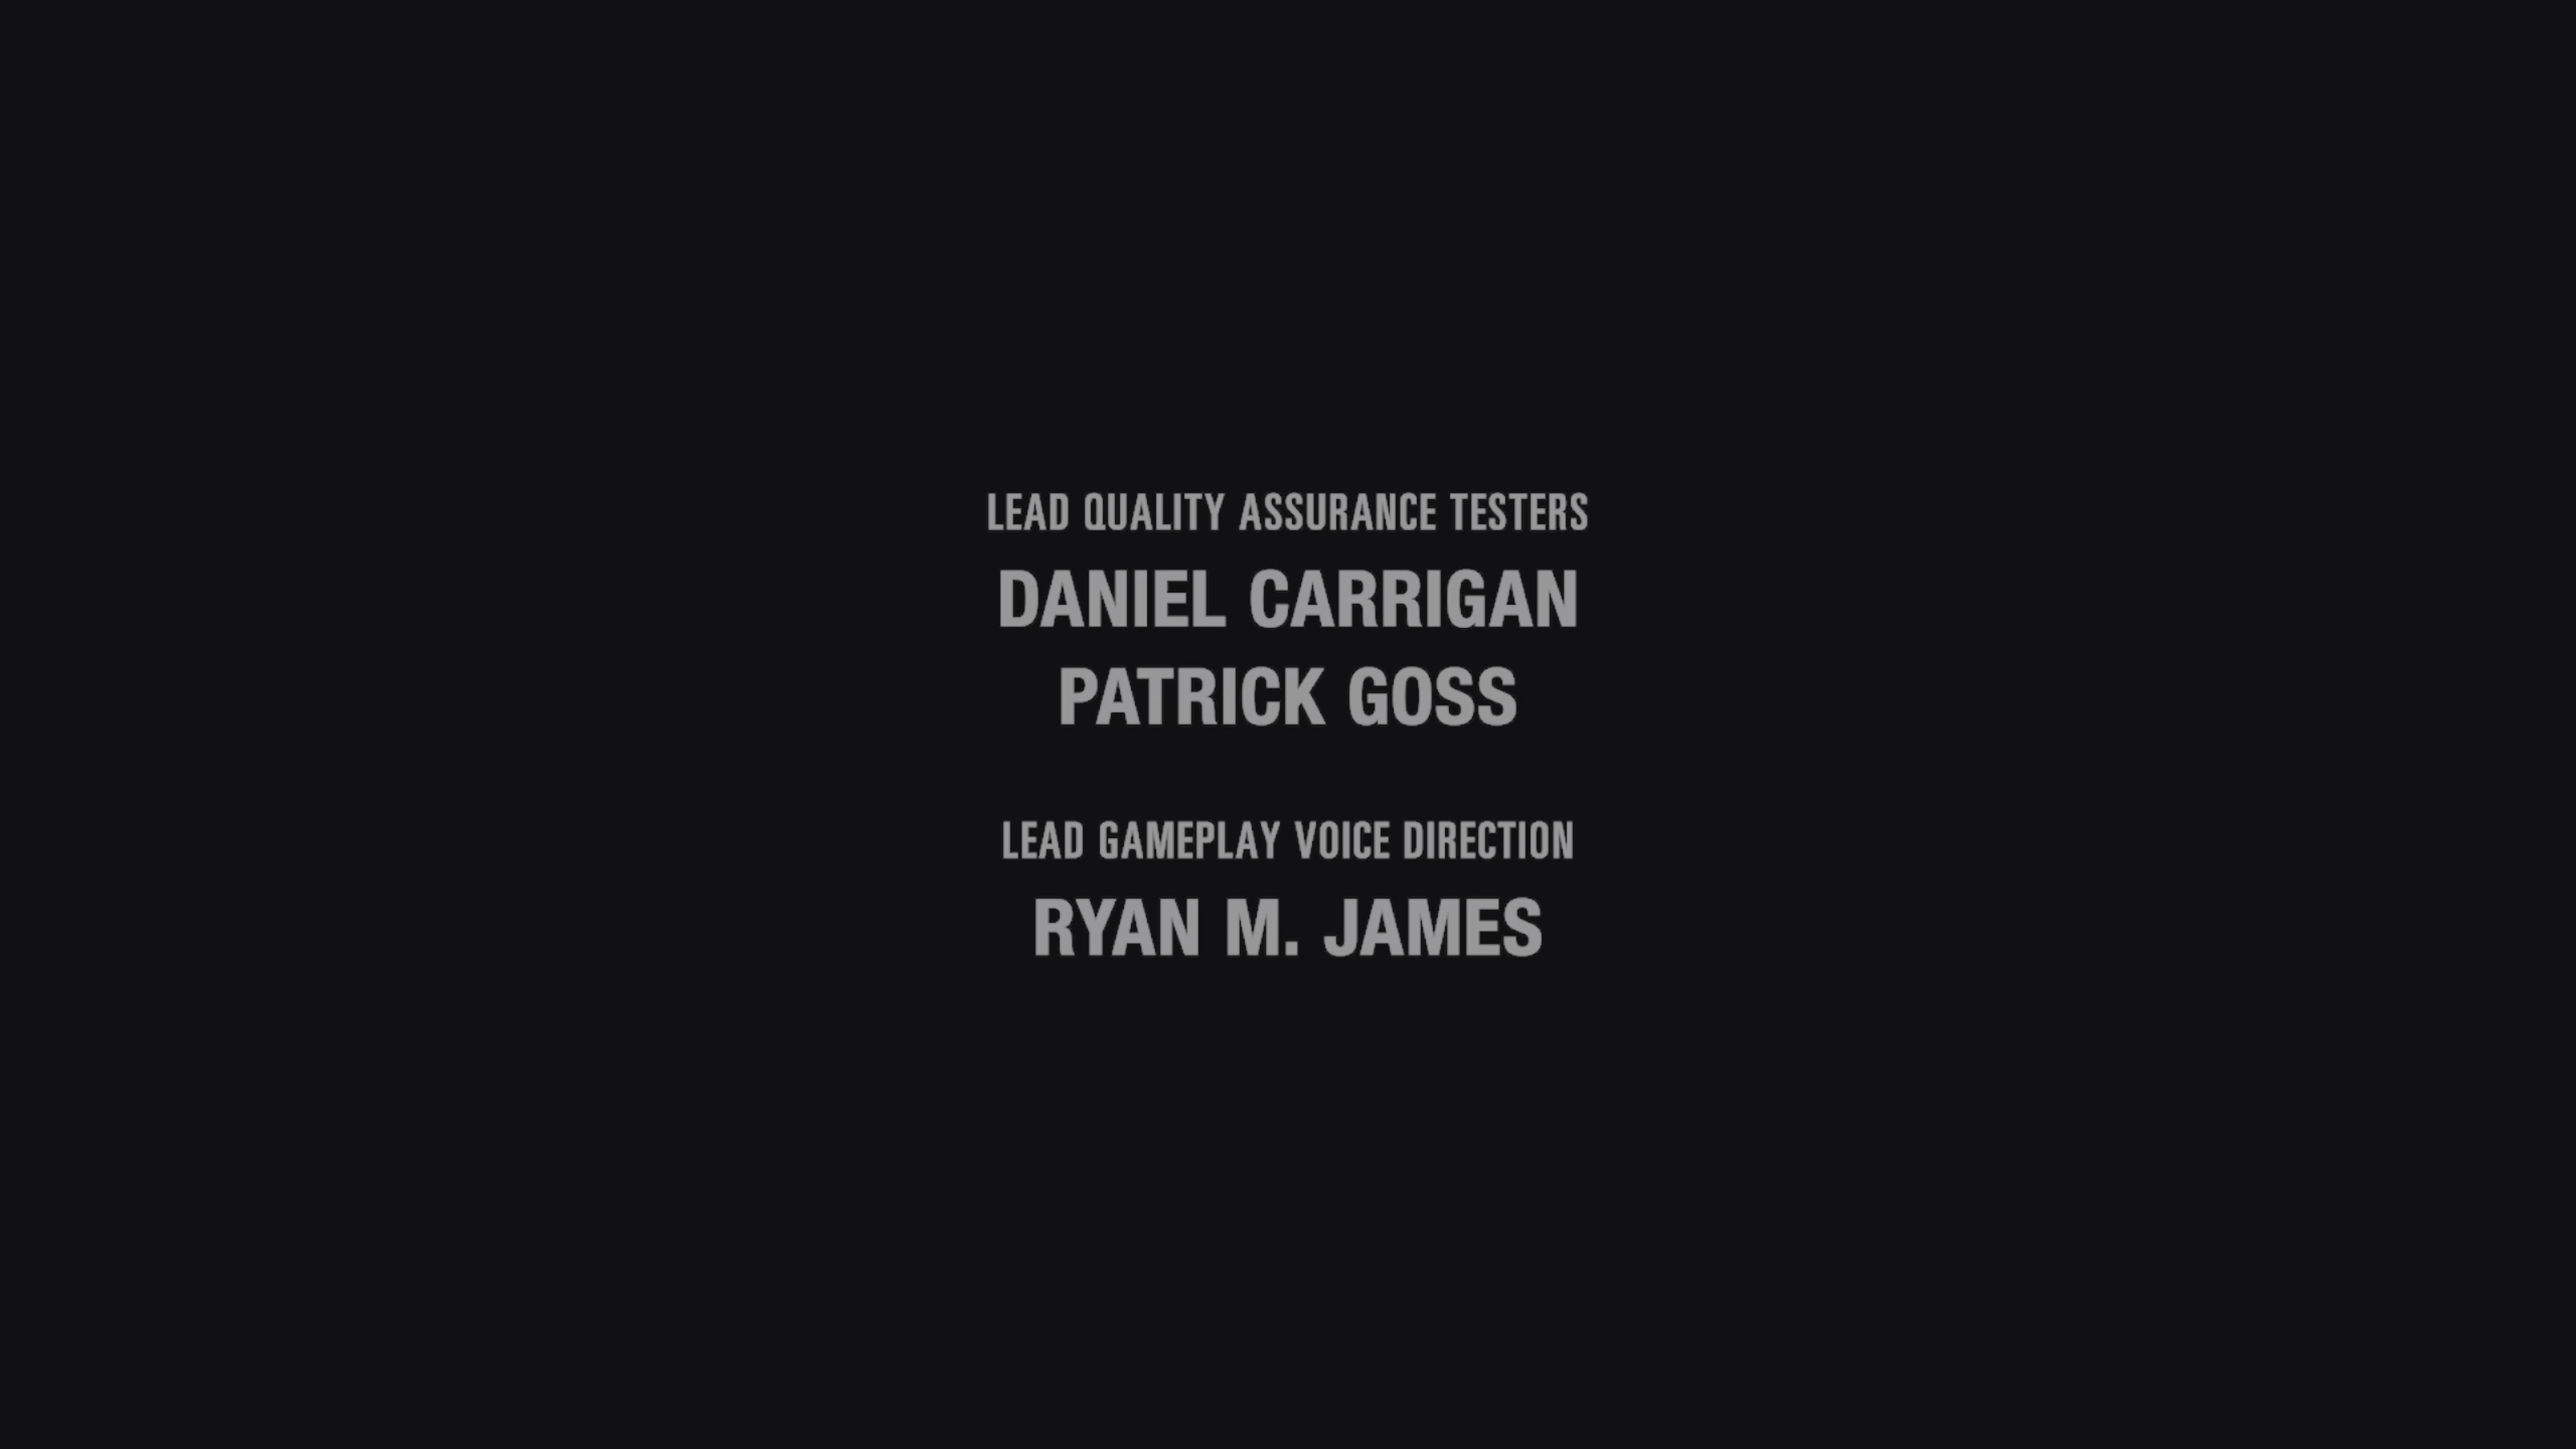 LEAD QUALITY ASSURANCE TESTERS
DANIEL CARRIGAN
PATRICK GOSS
LEAD GAMEPLAY VOICE DIRECTION
RYAN M. JAMES